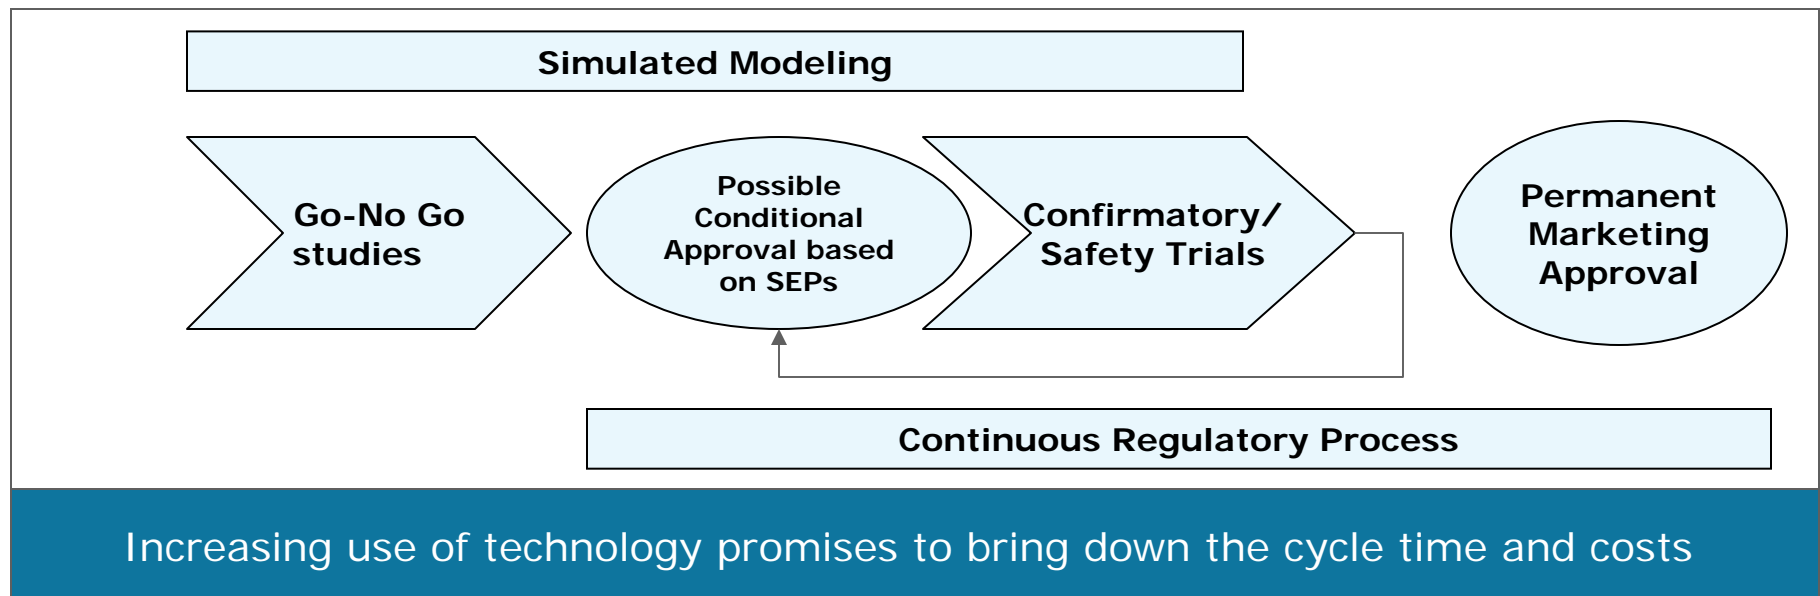 Simulated Modeling
Go-No Go
studies
Possible
Conditional
Approval based
on SEPs
Confirmatory/
Safety Trials
Permanent
Marketing
Approval
Continuous Regulatory Process
Increasing use of technology promises to bring down the cycle time and costs